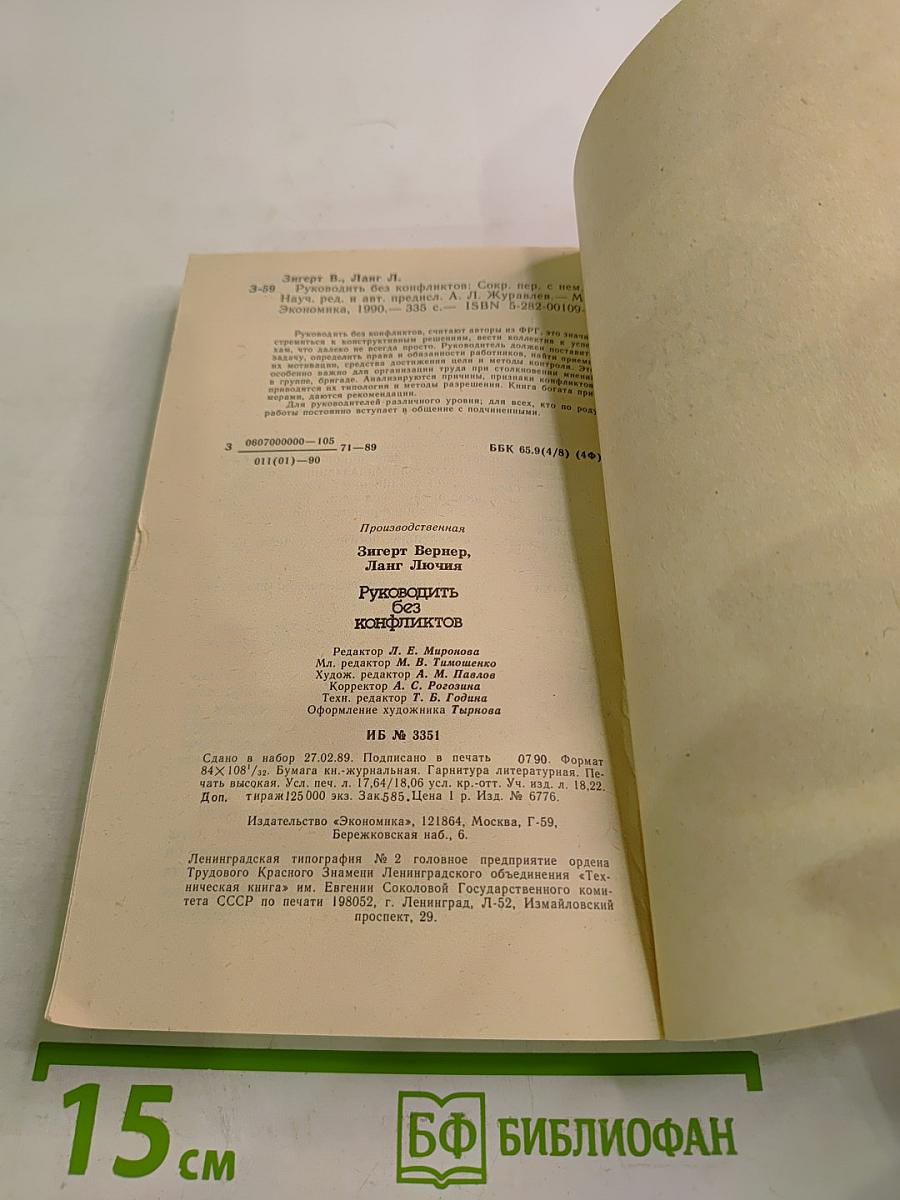 Зигерт В., Ланг Л.
З-59 Руководить без конфликтов: Сокр. пер. с нем.
Науч. ред. и авт. предисл. А. Л. Журавлев.— М
Экономика, 1990.— 335 с.— ISBN 5-282-00109-
Руководить без конфликтов, считают авторы из ФРГ, это значи
стремиться к конструктивным решениям, вести коллектив к успе
хам, что далеко не всегда просто. Руководитель должен поставит
задачу, определить права и обязанности работников, найти прием
их мотивации, средства достижения цели и методы контроля. Эт
особенно важно для организации труда при столкновении мнени
в группе, бригаде. Анализируются причины, признаки конфликтов
приводятся их типология и методы разрешения. Книга богата при
мерами, даются рекомендации.
Для руководителей различного уровня; для всех, кто по роду
работы постоянно вступает в общение с подчиненными.
З 0607000000—105
011(01)—90 71—89 ББК 65.9(4/8) (4Ф)
Производственная
Зигерт Вернер,
Ланг Лючия
Руководить
без
конфликтов
Редактор Л. Е. Миронова
Мл. редактор М. В. Тимошенко
Худож. редактор А. М. Павлов
Корректор А. С. Рогозина
Техн. редактор Т. Б. Година
Оформление художника Тырнова
ИБ № 3351
Сдано в набор 27.02.89. Подписано в печать 0790. Формат
84×108¹/₃₂. Бумага кн.-журнальная. Гарнитура литературная. Пе-
чать высокая. Усл. печ. л. 17,64/18,06 усл. кр.-отт. Уч. изд. л. 18,22.
Доп. тираж125000 экз. Зак.585. Цена 1 р. Изд. № 6776.
Издательство «Экономика», 121864, Москва, Г-59,
Бережковская наб., 6.
Ленинградская типография № 2 головное предприятие ордена
Трудового Красного Знамени Ленинградского объединения «Тех-
ническая книга» им. Евгении Соколовой Государственного коми-
тета СССР по печати 198052, г. Ленинград, Л-52, Измайловский
проспект, 29.
15 см БФ БИБЛИОФАН